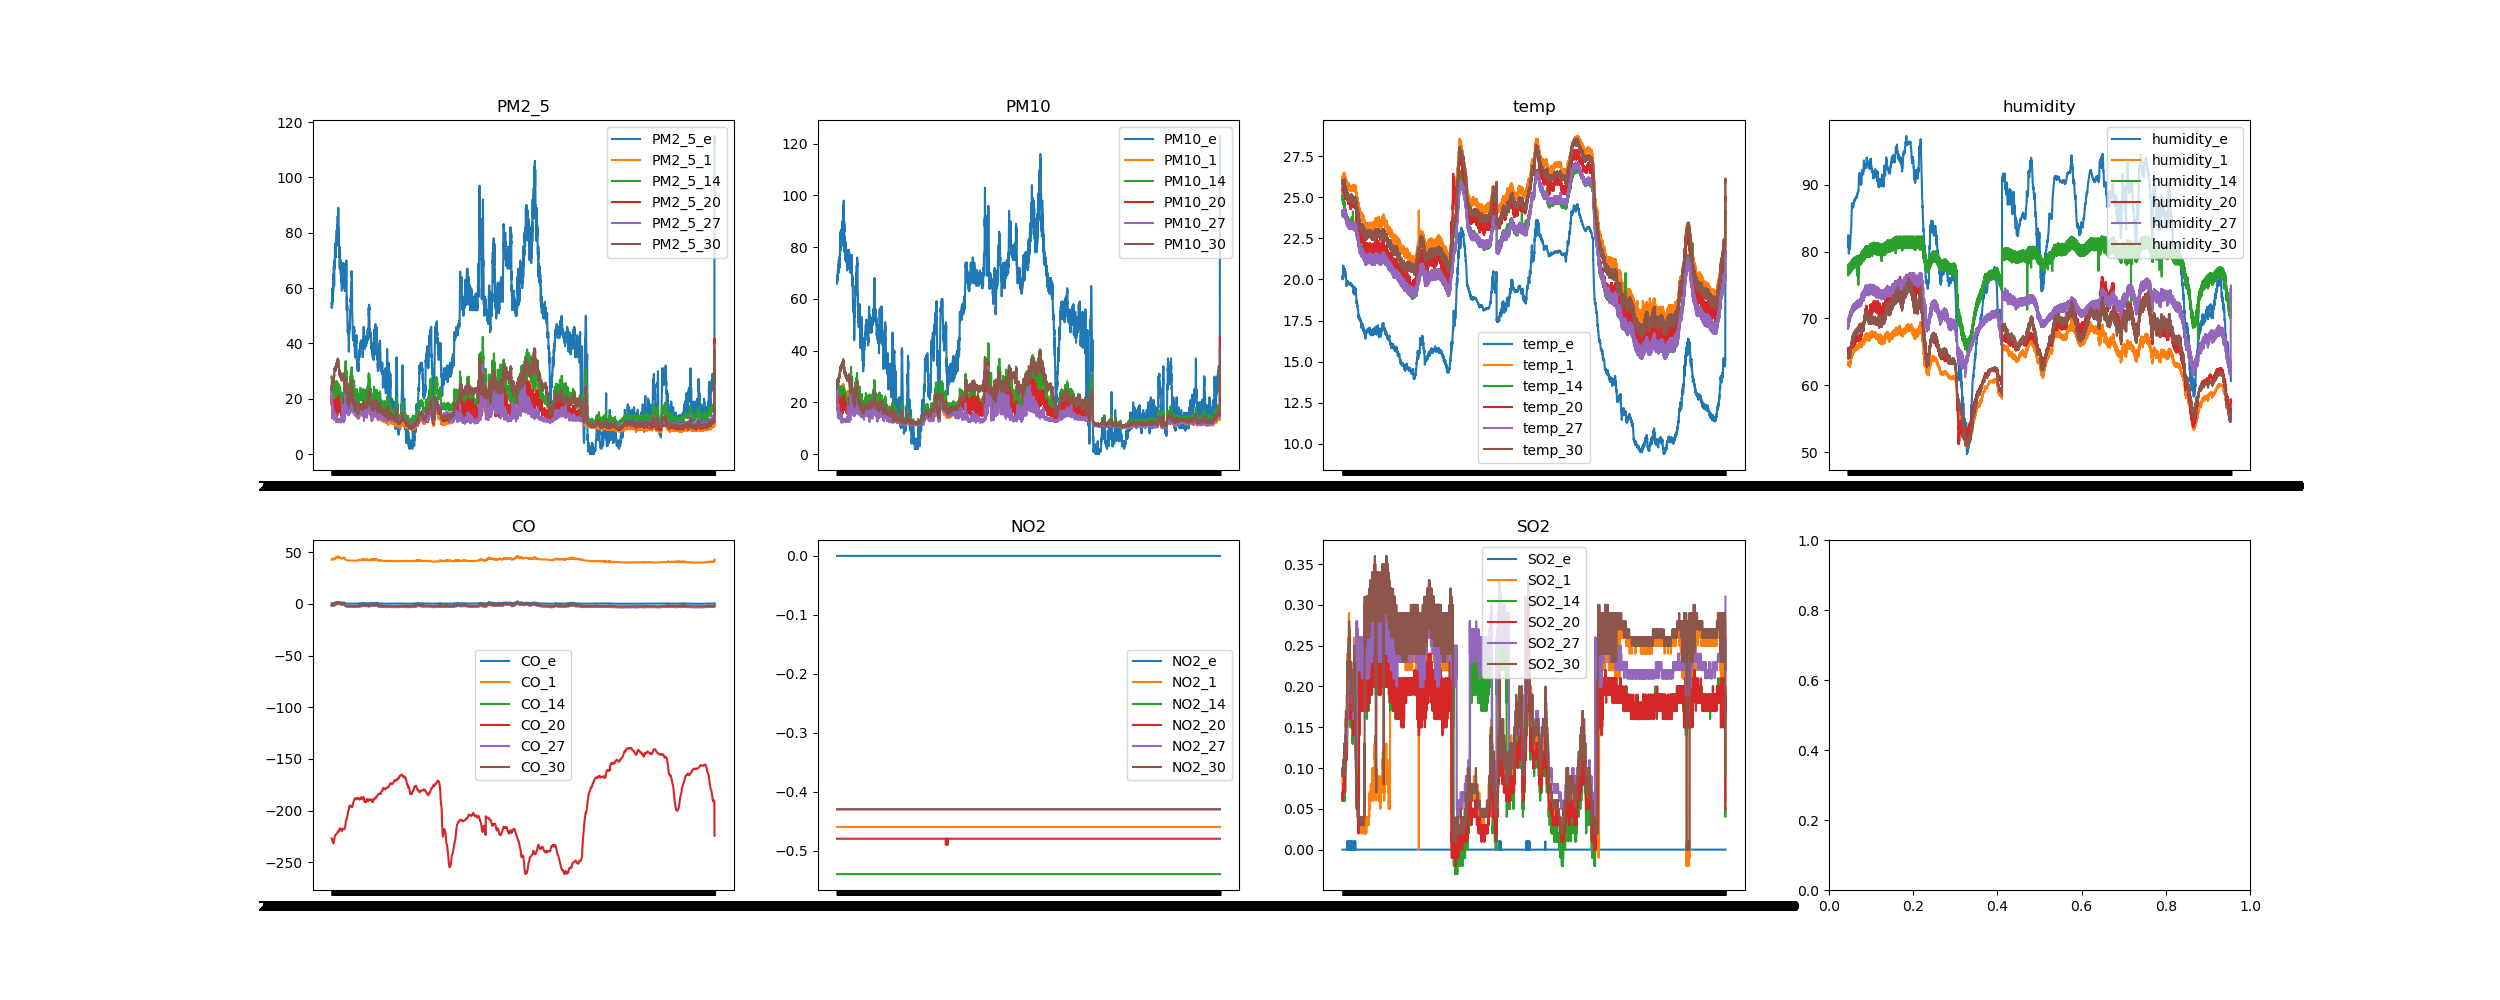 PM2_5
120
100
80
60
40
20
0
PM2_5_e
PM2_5_1
PM2_5_14
PM2_5_20
PM2_5_27
PM2_5_30
PM10
120
100
80
60
40
20
0
PM10_e
PM10_1
PM10_14
PM10_20
PM10_27
PM10_30
temp
27.5
25.0
22.5
20.0
17.5
15.0
12.5
10.0
temp_e
temp_1
temp_14
temp_20
temp_27
temp_30
humidity
90
80
70
60
50
humidity_e
humidity_1
humidity_14
humidity_20
humidity_27
humidity_30
CO
50
0
−50
−100
−150
−200
−250
CO_e
CO_1
CO_14
CO_20
CO_27
CO_30
NO2
0.0
−0.1
−0.2
−0.3
−0.4
−0.5
NO2_e
NO2_1
NO2_14
NO2_20
NO2_27
NO2_30
SO2
0.35
0.30
0.25
0.20
0.15
0.10
0.05
0.00
SO2_e
SO2_1
SO2_14
SO2_20
SO2_27
SO2_30
1.0
0.8
0.6
0.4
0.2
0.0
0.0 0.2 0.4 0.6 0.8 1.0